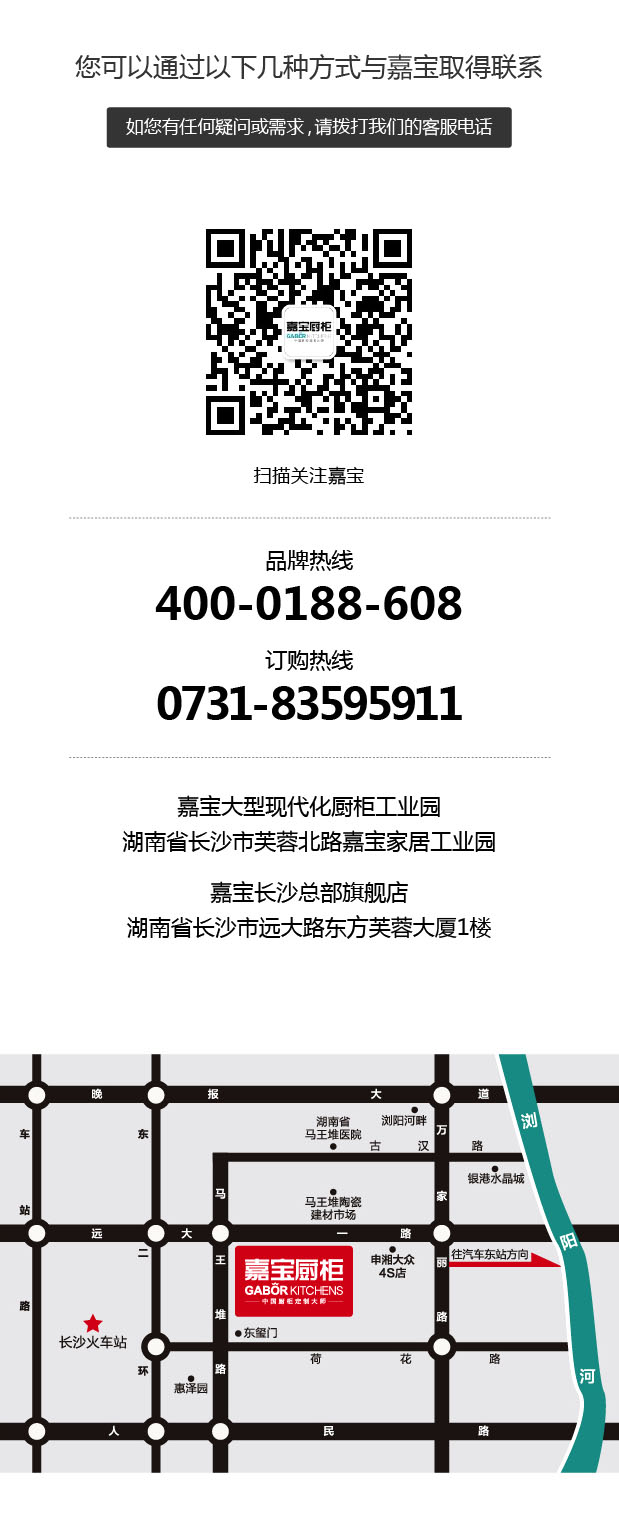 您可以通过以下几种方式与嘉宝取得联系
如您有任何疑问或需求,请拨打我们的客服电话
嘉宝厨柜
GABOR KITCHENS
扫描关注嘉宝
品牌热线
400-0188-608
订购热线
0731-83595911
嘉宝大型现代化厨柜工业园
湖南省长沙市芙蓉北路嘉宝家居工业园
嘉宝长沙总部旗舰店
湖南省长沙市远大路东方芙蓉大厦1楼
晚报大道
车站路
东二环
湖南省
马王堆医院
浏阳河畔
万家丽路
浏阳河
古汉路
银港水晶城
马王堆路
马王堆陶瓷
建材市场
远大一路
嘉宝厨柜
GABOR KITCHENS
中国厨柜定制大师
申湘大众
4S店
往汽车东站方向
长沙火车站
东玺门
荷花路
惠泽园
人民路